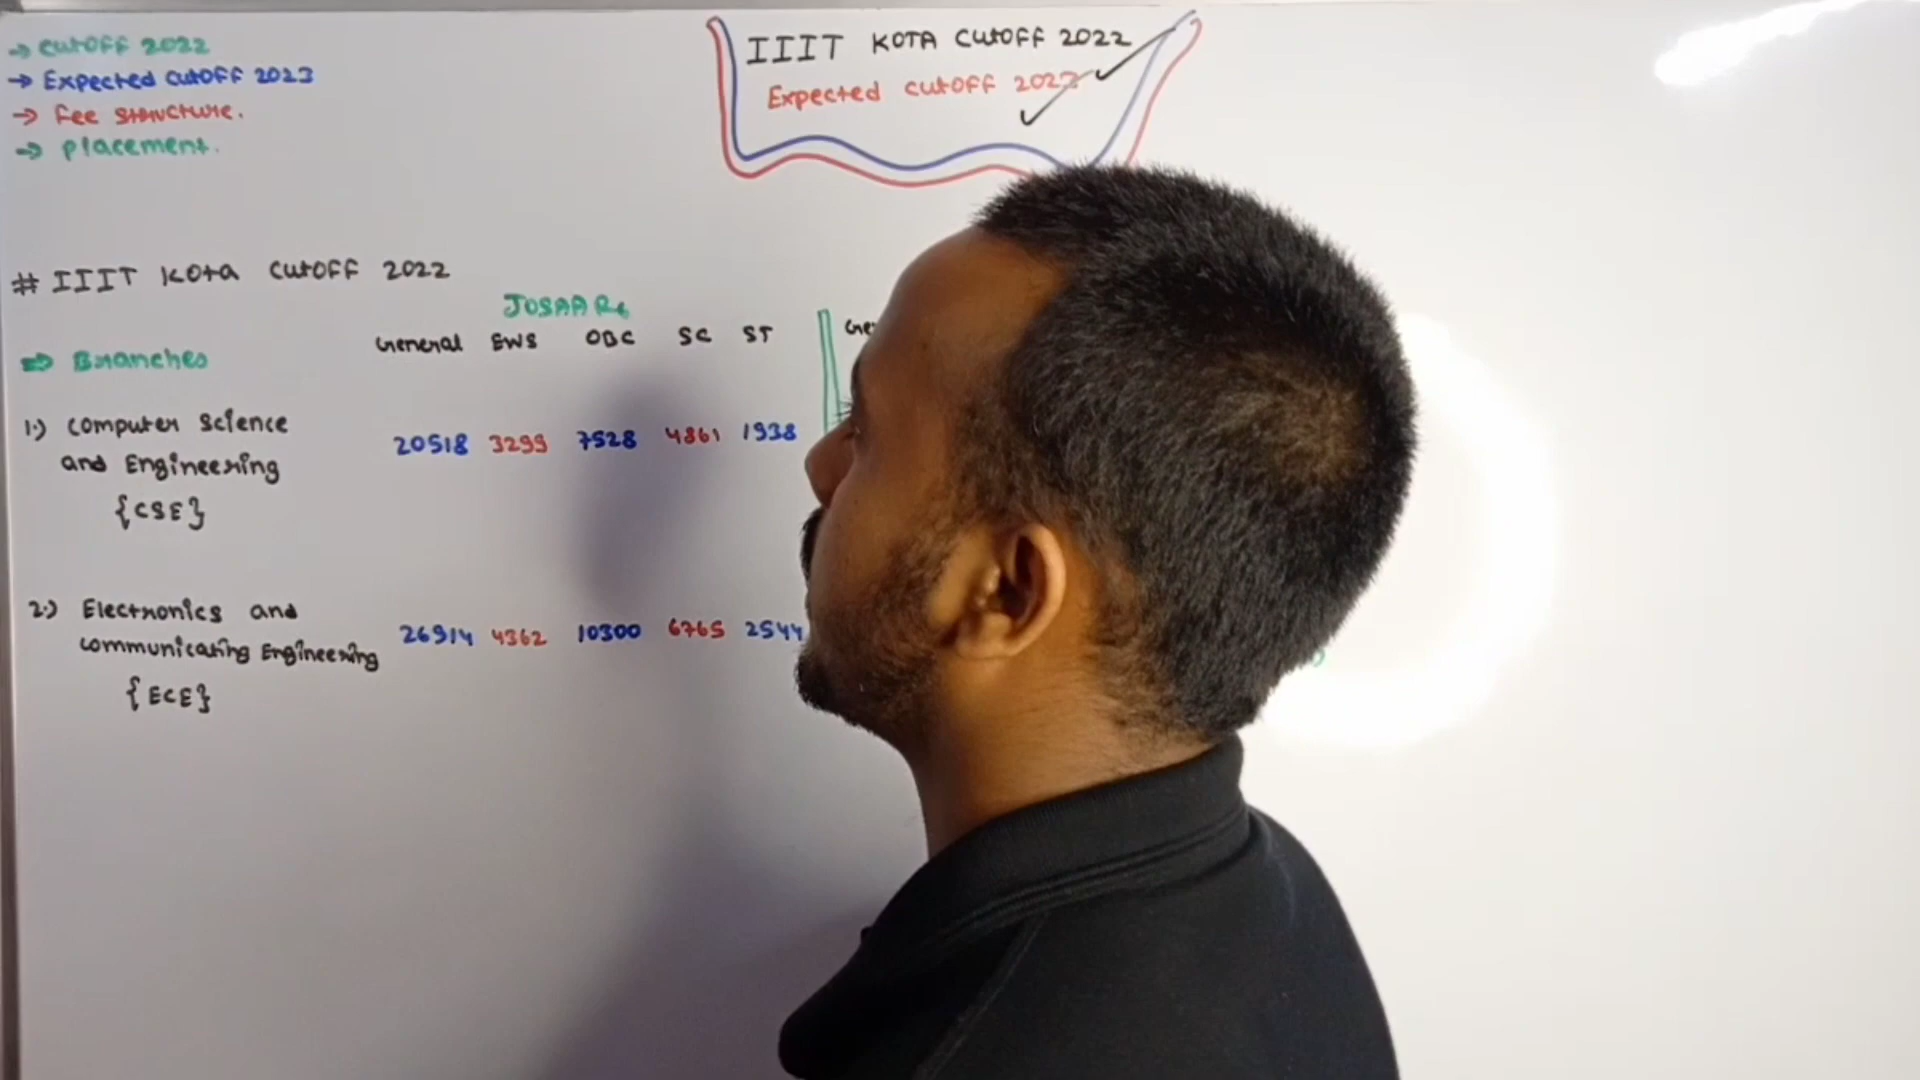 → cutoff 2022
→ Expected cutoff 2023
→ Fee structure.
→ placement.
IIIT KOTA cutoff 2022
Expected cutoff 2023
# IIIT Kota cutoff 2022
JOSAA R6
General EWS OBC SC ST
⇒ Branches
1.) computer science 20518 3299 7528 4861 1938
and Engineering
{CSE}
2.) Electronics and 26914 4362 10300 6765 2544
communicating Engineering
{ECE}